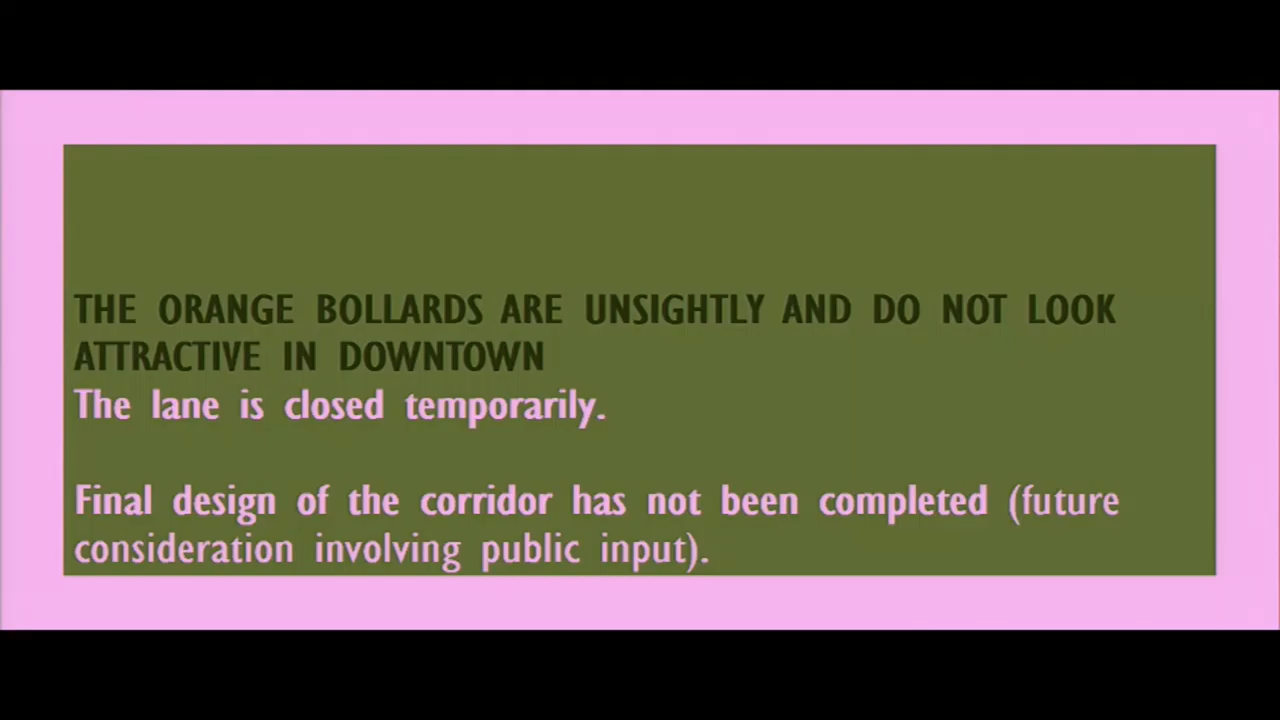 THE ORANGE BOLLARDS ARE UNSIGHTLY AND DO NOT LOOK
ATTRACTIVE IN DOWNTOWN
The lane is closed temporarily.
Final design of the corridor has not been completed (future
consideration involving public input).